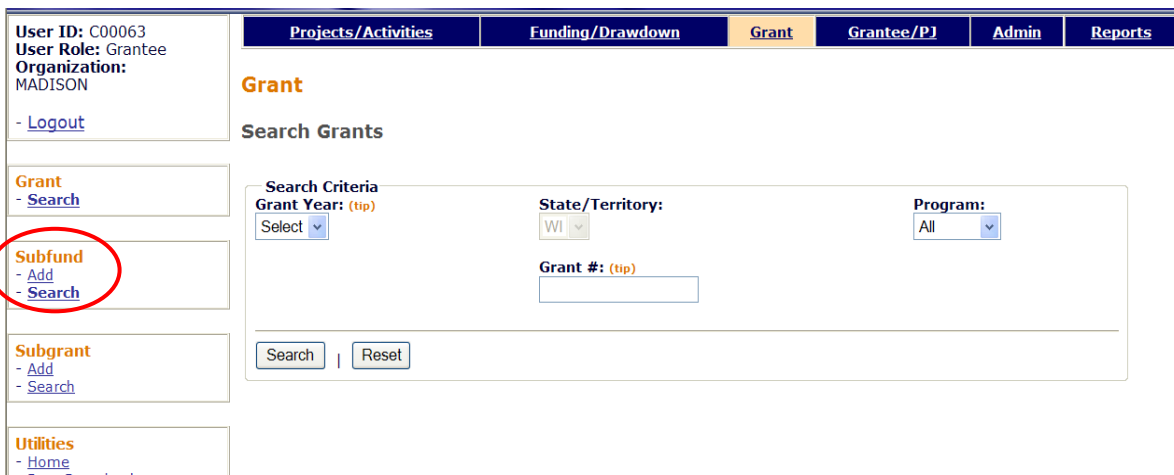 User ID: C00063
User Role: Grantee
Organization:
MADISON
- Logout
Projects/Activities Funding/Drawdown Grant Grantee/PJ Admin Reports
Grant
Search Grants
Grant
- Search
Subfund
- Add
- Search
Subgrant
- Add
- Search
Utilities
- Home
Search Criteria
Grant Year: (tip) State/Territory: Program:
Select WI All
Grant #: (tip)
Search | Reset